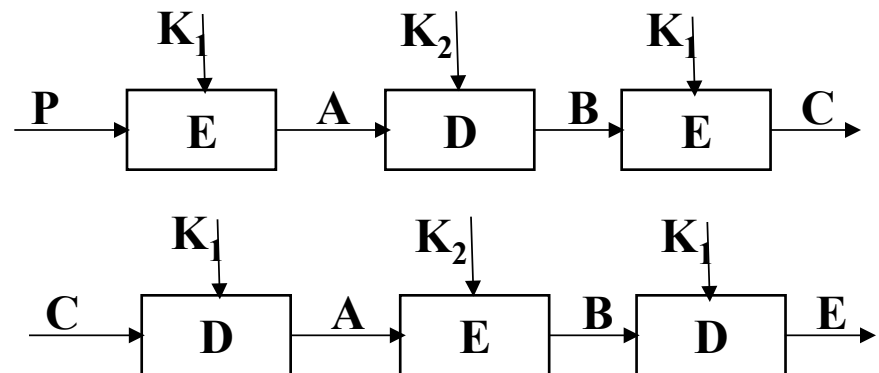 K₁ K₂ K₁
P E A D B E C
K₁ K₂ K₁
C D A E B D E